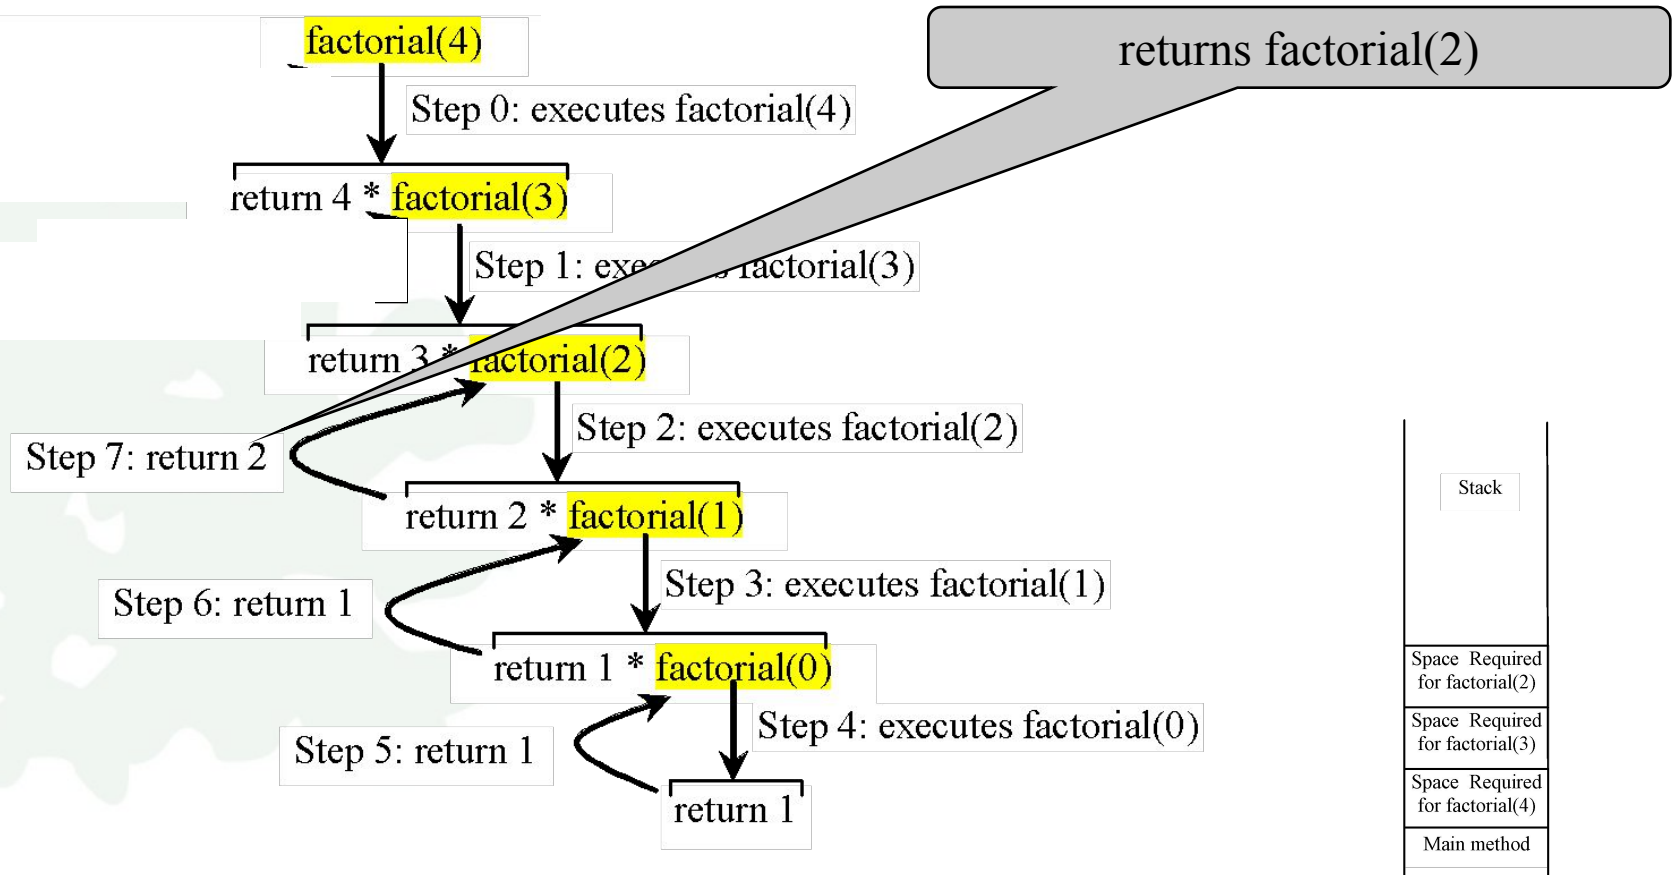 factorial(4)
returns factorial(2)
Step 0: executes factorial(4)
return 4 * factorial(3)
Step 1: executes factorial(3)
return 3 * factorial(2)
Step 2: executes factorial(2)
Step 7: return 2
return 2 * factorial(1)
Step 3: executes factorial(1)
Step 6: return 1
return 1 * factorial(0)
Step 4: executes factorial(0)
Step 5: return 1
return 1
Stack
Space Required
for factorial(2)
Space Required
for factorial(3)
Space Required
for factorial(4)
Main method